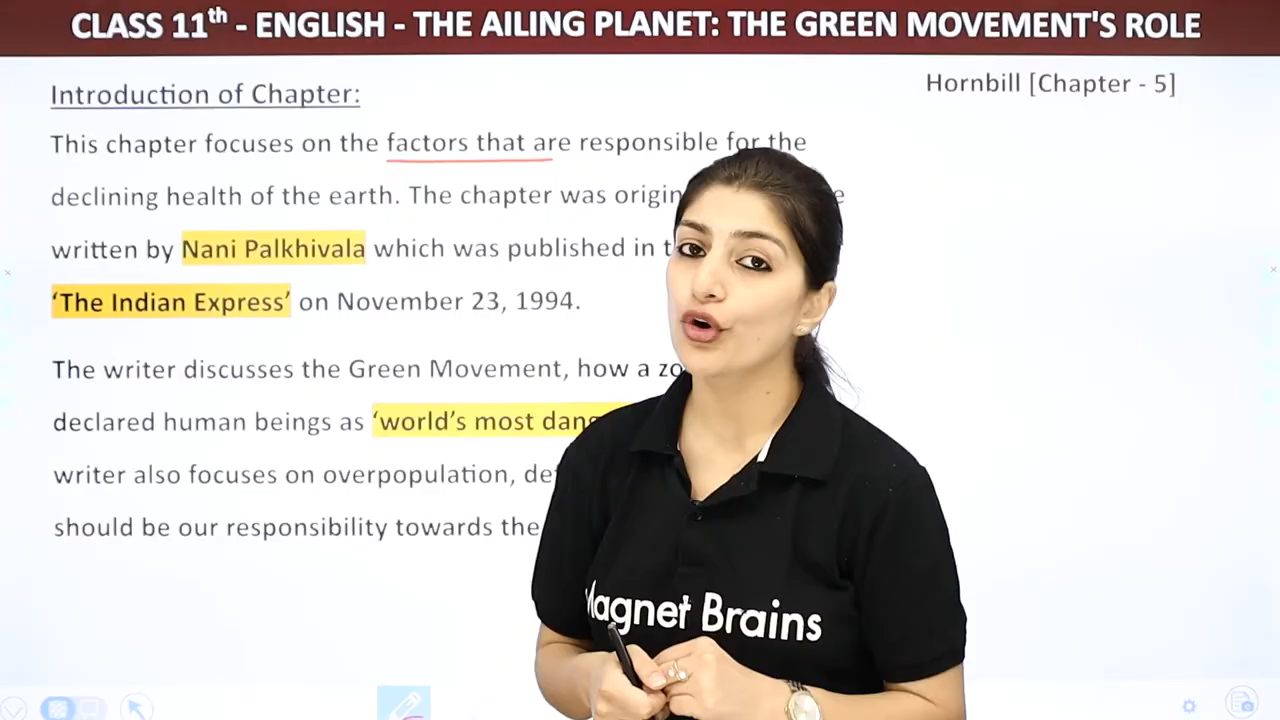 CLASS 11th - ENGLISH - THE AILING PLANET: THE GREEN MOVEMENT'S ROLE
Hornbill [Chapter - 5]
Introduction of Chapter:
This chapter focuses on the factors that are responsible for the
declining health of the earth. The chapter was
written by Nani Palkhivala which was published in
‘The Indian Express’ on November 23, 1994.
The writer discusses the Green Movement, how a
declared human beings as ‘world’s most
writer also focuses on overpopulation,
should be our responsibility towards the
Magnet Brains